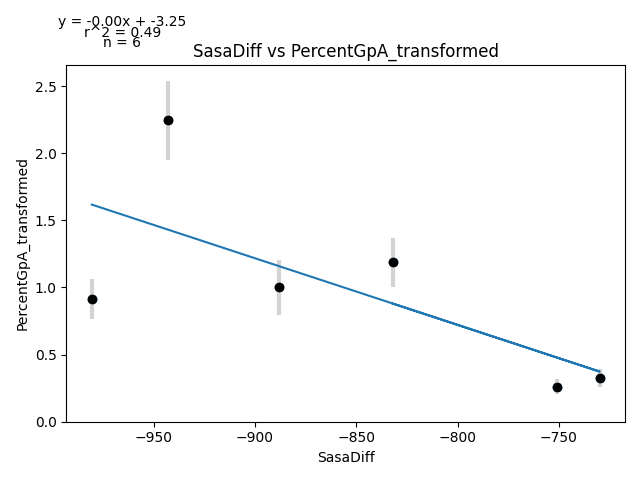 y = -0.00x + -3.25
r^2 = 0.49
n = 6
SasaDiff vs PercentGpA_transformed
2.5
2.0
1.5
1.0
0.5
0.0
PercentGpA_transformed
−950
−900
−850
−800
−750
SasaDiff